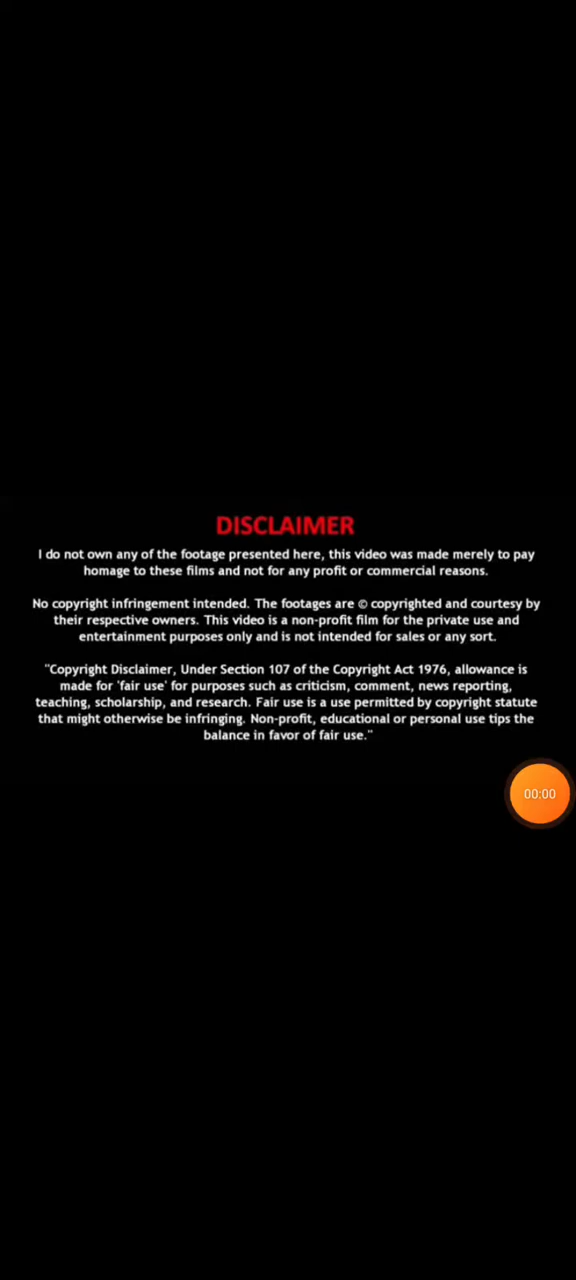 DISCLAIMER
I do not own any of the footage presented here, this video was made merely to pay
homage to these films and not for any profit or commercial reasons.
No copyright infringement intended. The footages are © copyrighted and courtesy by
their respective owners. This video is a non-profit film for the private use and
entertainment purposes only and is not intended for sales or any sort.
"Copyright Disclaimer, Under Section 107 of the Copyright Act 1976, allowance is
made for 'fair use' for purposes such as criticism, comment, news reporting,
teaching, scholarship, and research. Fair use is a use permitted by copyright statute
that might otherwise be infringing. Non-profit, educational or personal use tips the
balance in favor of fair use."
00:00